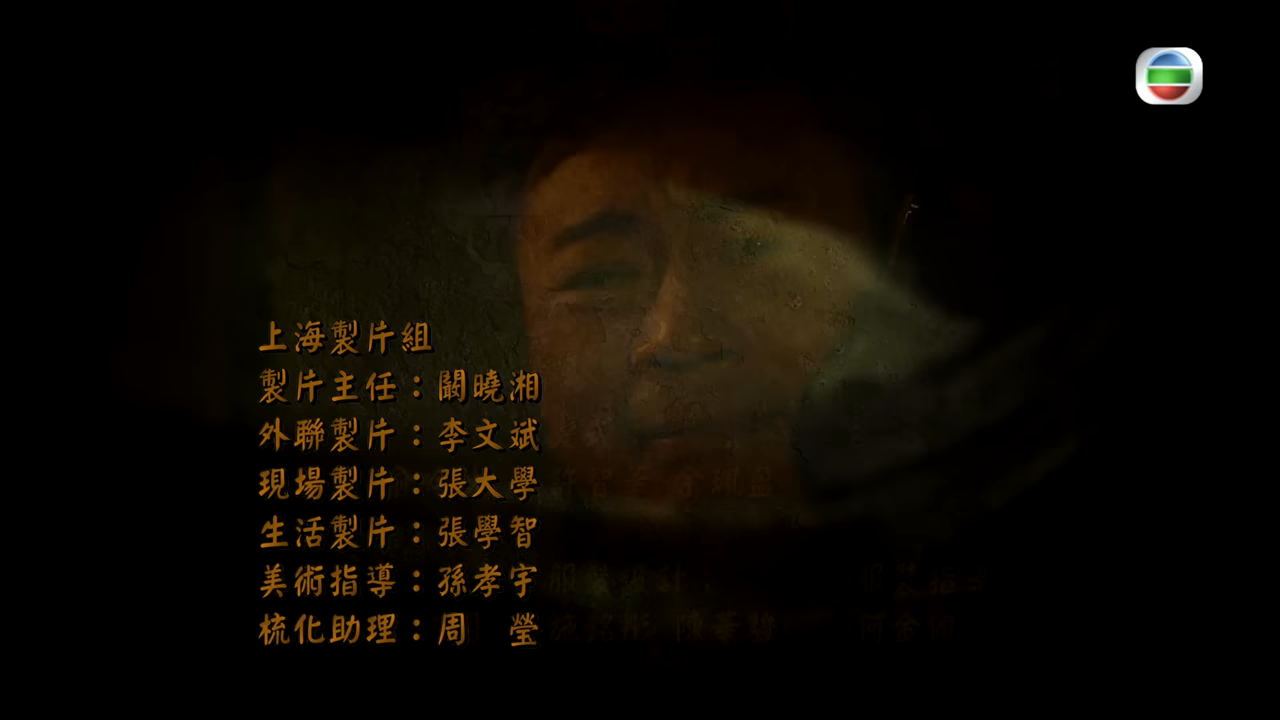 上海製片組
製片主任：闞曉湘
外聯製片：李文斌
現場製片：張大學
生活製片：張學智
美術指導：孫孝宇
梳化助理：周　瑩